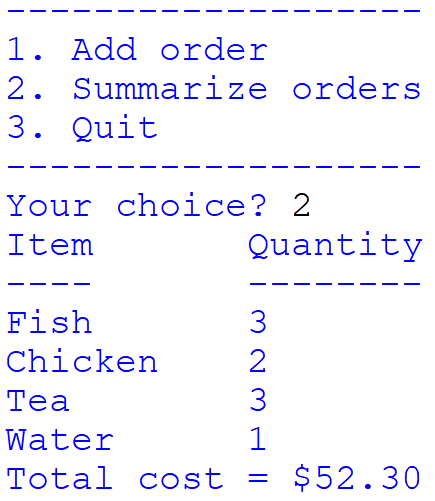 -------------------
1. Add order
2. Summarize orders
3. Quit
-------------------
Your choice? 2
Item       Quantity
----       --------
Fish       3
Chicken    2
Tea        3
Water      1
Total cost = $52.30